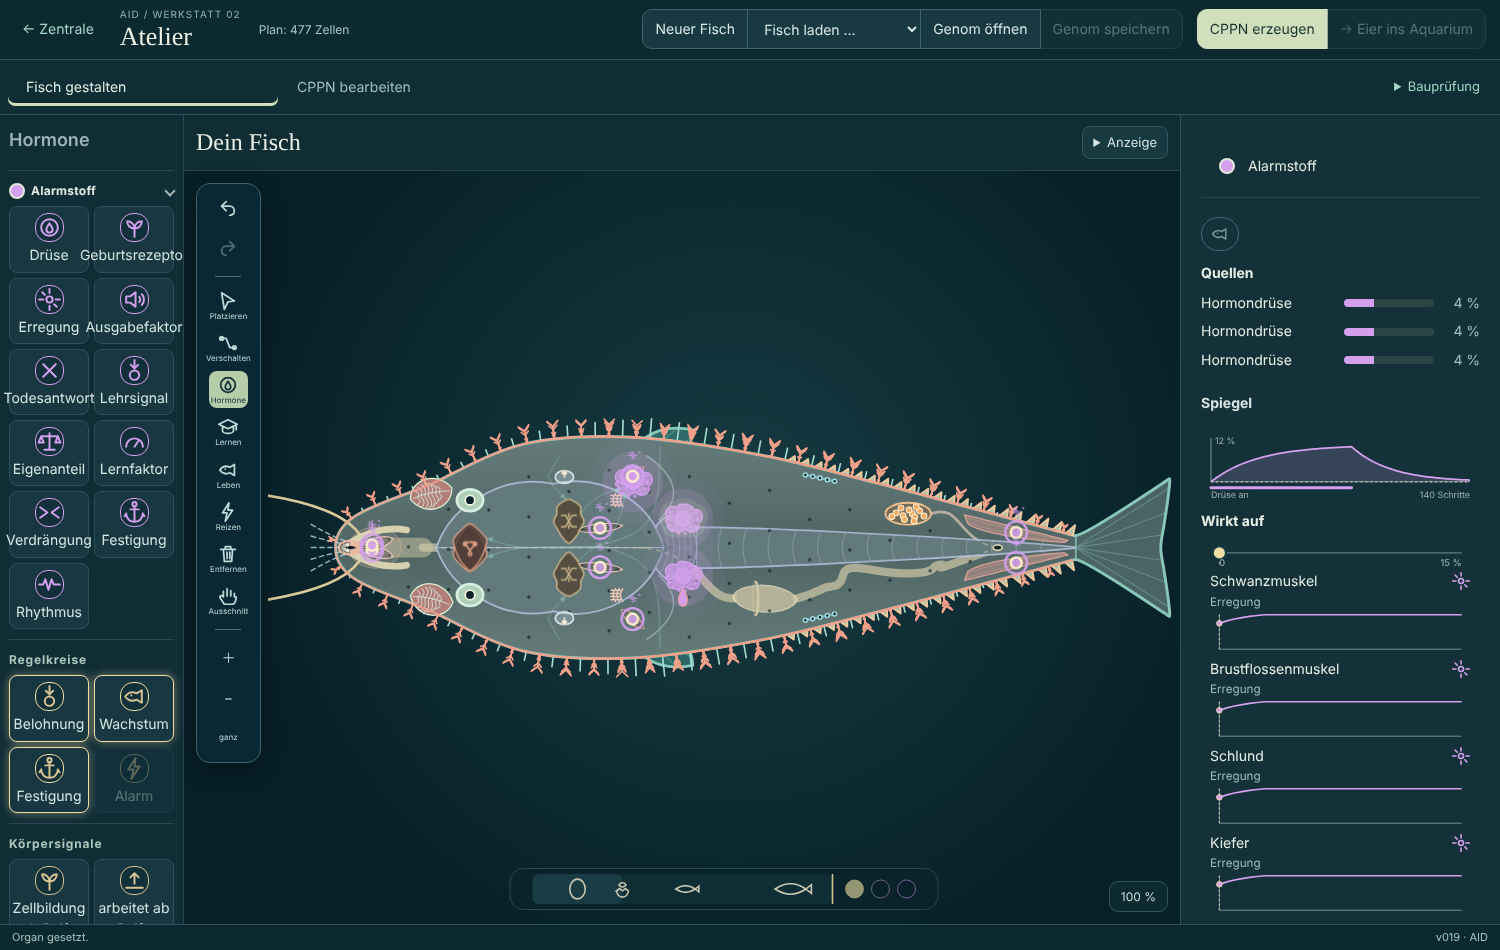 ← Zentrale
AID / WERKSTATT 02
Atelier
Plan: 477 Zellen
Neuer Fisch
Fisch laden ...
Genom öffnen
Genom speichern
CPPN erzeugen
→ Eier ins Aquarium
Fisch gestalten
CPPN bearbeiten
Bauprüfung
Hormone
Alarmstoff
Drüse
Geburtsrezepto
Erregung
Ausgabefaktor
Todesantwort
Lehrsignal
Eigenanteil
Lernfaktor
Verdrängung
Festigung
Rhythmus
Regelkreise
Belohnung
Wachstum
Festigung
Alarm
Körpersignale
Zellbildung
arbeitet ab
Dein Fisch
Anzeige
Platzieren
Verschalten
Hormone
Lernen
Leben
Reizen
Entfernen
Ausschnitt
+
-
ganz
100 %
Alarmstoff
Quellen
Hormondrüse 4 %
Hormondrüse 4 %
Hormondrüse 4 %
Spiegel
12 %
Drüse an
140 Schritte
Wirkt auf
0
15 %
Schwanzmuskel
Erregung
Brustflossenmuskel
Erregung
Schlund
Erregung
Kiefer
Erregung
Organ gesetzt.
v019 · AID